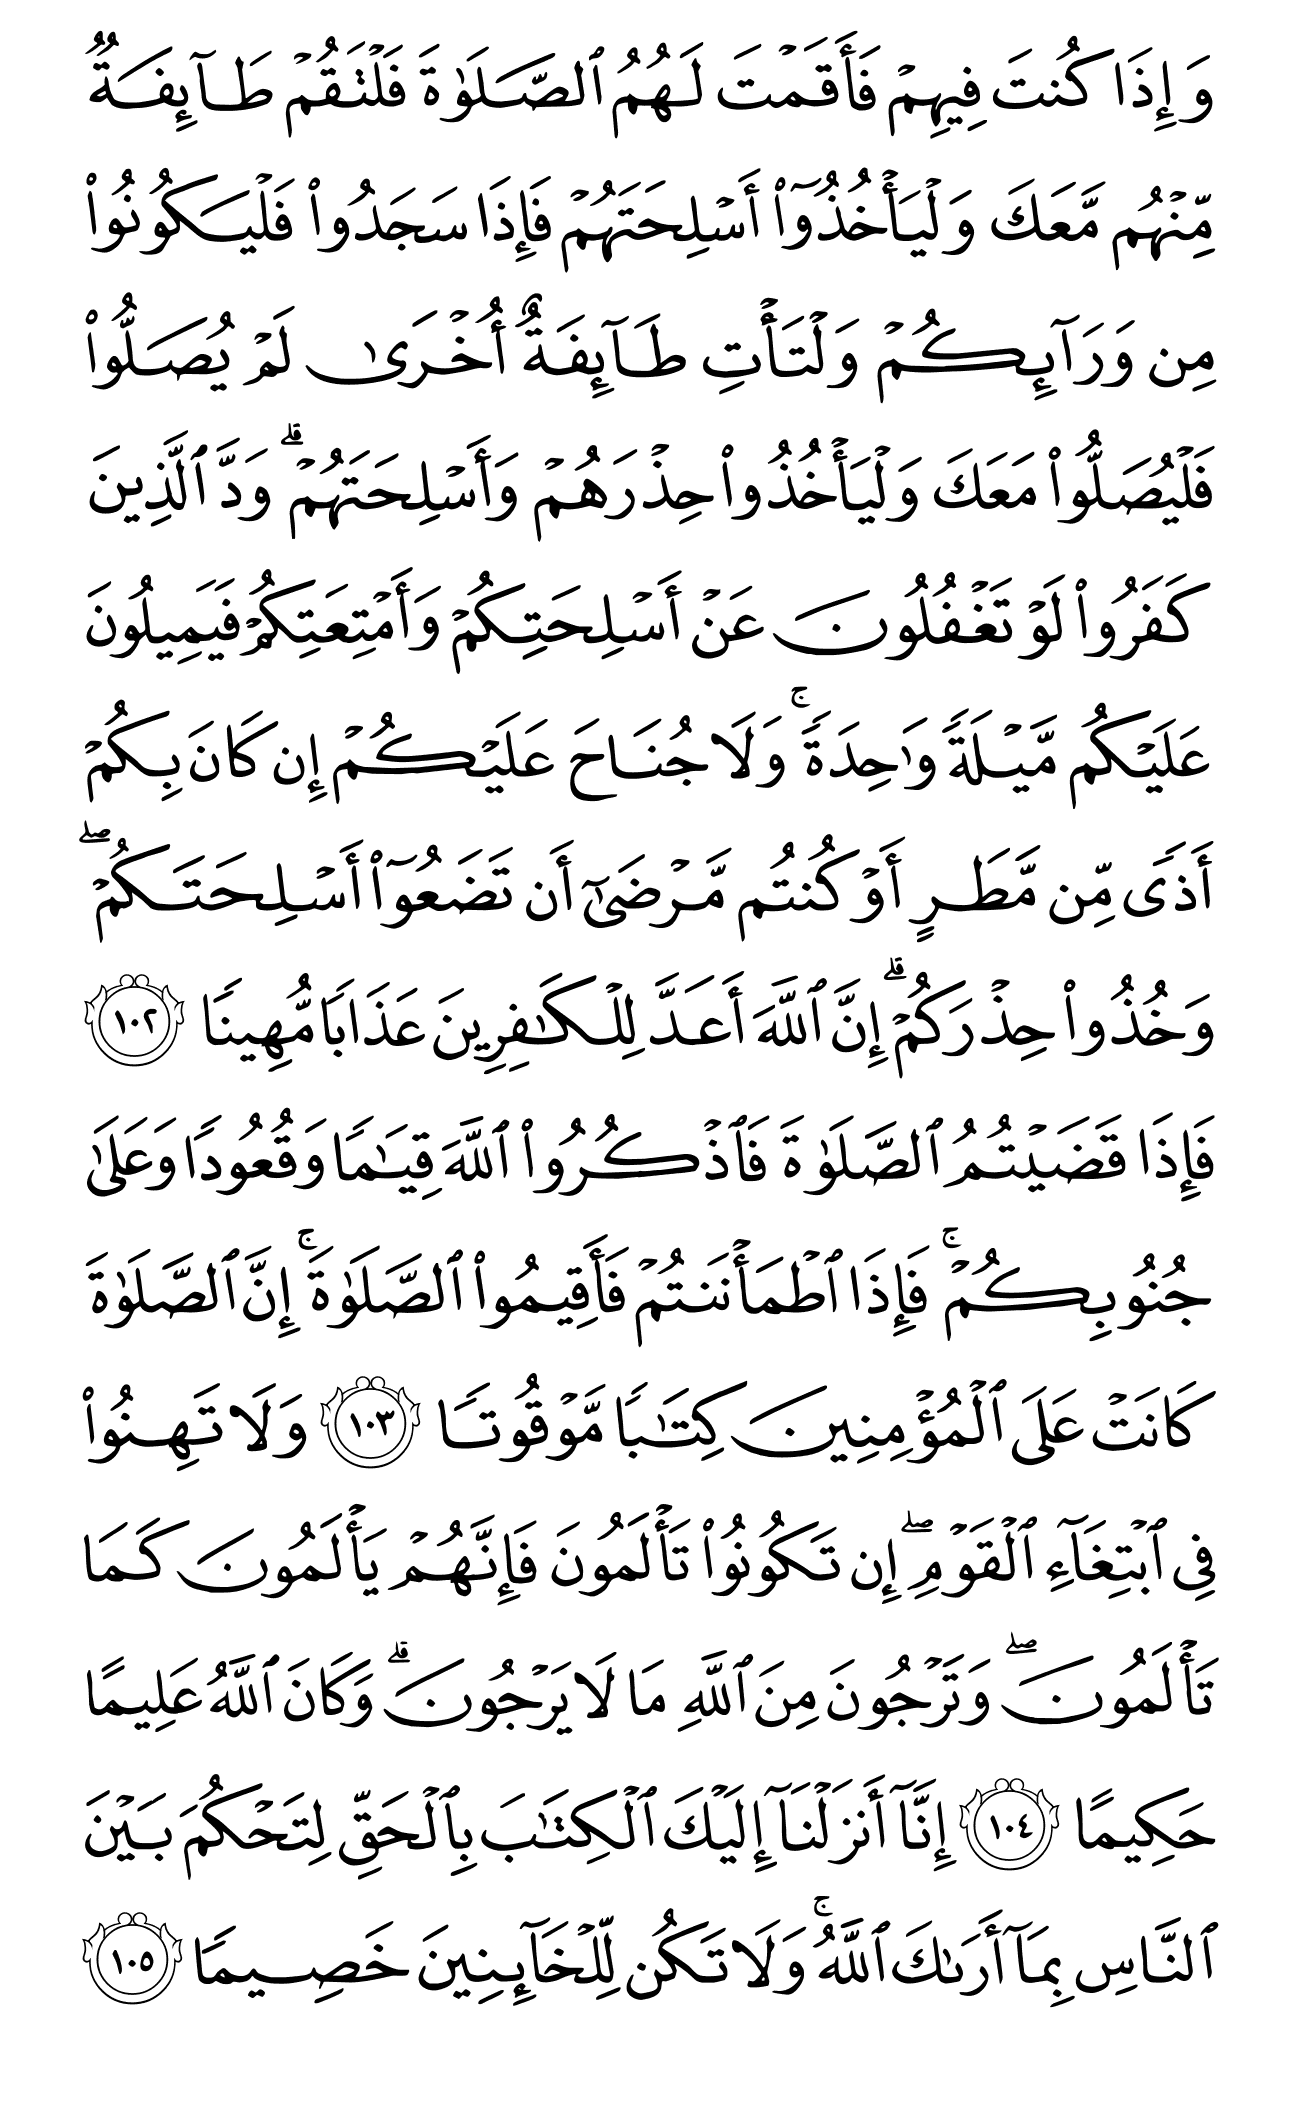 وَإِذَا كُنتَ فِيهِمۡ فَأَقَمۡتَ لَهُمُ ٱلصَّلَوٰةَ فَلۡتَقُمۡ طَآئِفَةٞ
مِّنۡهُم مَّعَكَ وَلۡيَأۡخُذُوٓاْ أَسۡلِحَتَهُمۡ فَإِذَا سَجَدُواْ فَلۡيَكُونُواْ
مِن وَرَآئِكُمۡ وَلۡتَأۡتِ طَآئِفَةٌ أُخۡرَىٰ لَمۡ يُصَلُّواْ
فَلۡيُصَلُّواْ مَعَكَ وَلۡيَأۡخُذُواْ حِذۡرَهُمۡ وَأَسۡلِحَتَهُمۡۗ وَدَّ ٱلَّذِينَ
كَفَرُواْ لَوۡ تَغۡفُلُونَ عَنۡ أَسۡلِحَتِكُمۡ وَأَمۡتِعَتِكُمۡ فَيَمِيلُونَ
عَلَيۡكُم مَّيۡلَةٗ وَٰحِدَةٗۚ وَلَا جُنَاحَ عَلَيۡكُمۡ إِن كَانَ بِكُمۡ
أَذٗى مِّن مَّطَرٍ أَوۡ كُنتُم مَّرۡضَىٰٓ أَن تَضَعُوٓاْ أَسۡلِحَتَكُمۡۖ
وَخُذُواْ حِذۡرَكُمۡۗ إِنَّ ٱللَّهَ أَعَدَّ لِلۡكَٰفِرِينَ عَذَابٗا مُّهِينٗا ١٠٢
فَإِذَا قَضَيۡتُمُ ٱلصَّلَوٰةَ فَٱذۡكُرُواْ ٱللَّهَ قِيَٰمٗا وَقُعُودٗا وَعَلَىٰ
جُنُوبِكُمۡۚ فَإِذَا ٱطۡمَأۡنَنتُمۡ فَأَقِيمُواْ ٱلصَّلَوٰةَۚ إِنَّ ٱلصَّلَوٰةَ
كَانَتۡ عَلَى ٱلۡمُؤۡمِنِينَ كِتَٰبٗا مَّوۡقُوتٗا ١٠٣ وَلَا تَهِنُواْ
فِي ٱبۡتِغَآءِ ٱلۡقَوۡمِۖ إِن تَكُونُواْ تَأۡلَمُونَ فَإِنَّهُمۡ يَأۡلَمُونَ كَمَا
تَأۡلَمُونَۖ وَتَرۡجُونَ مِنَ ٱللَّهِ مَا لَا يَرۡجُونَۗ وَكَانَ ٱللَّهُ عَلِيمًا
حَكِيمًا ١٠٤ إِنَّآ أَنزَلۡنَآ إِلَيۡكَ ٱلۡكِتَٰبَ بِٱلۡحَقِّ لِتَحۡكُمَ بَيۡنَ
ٱلنَّاسِ بِمَآ أَرَىٰكَ ٱللَّهُۚ وَلَا تَكُن لِّلۡخَآئِنِينَ خَصِيمٗا ١٠٥